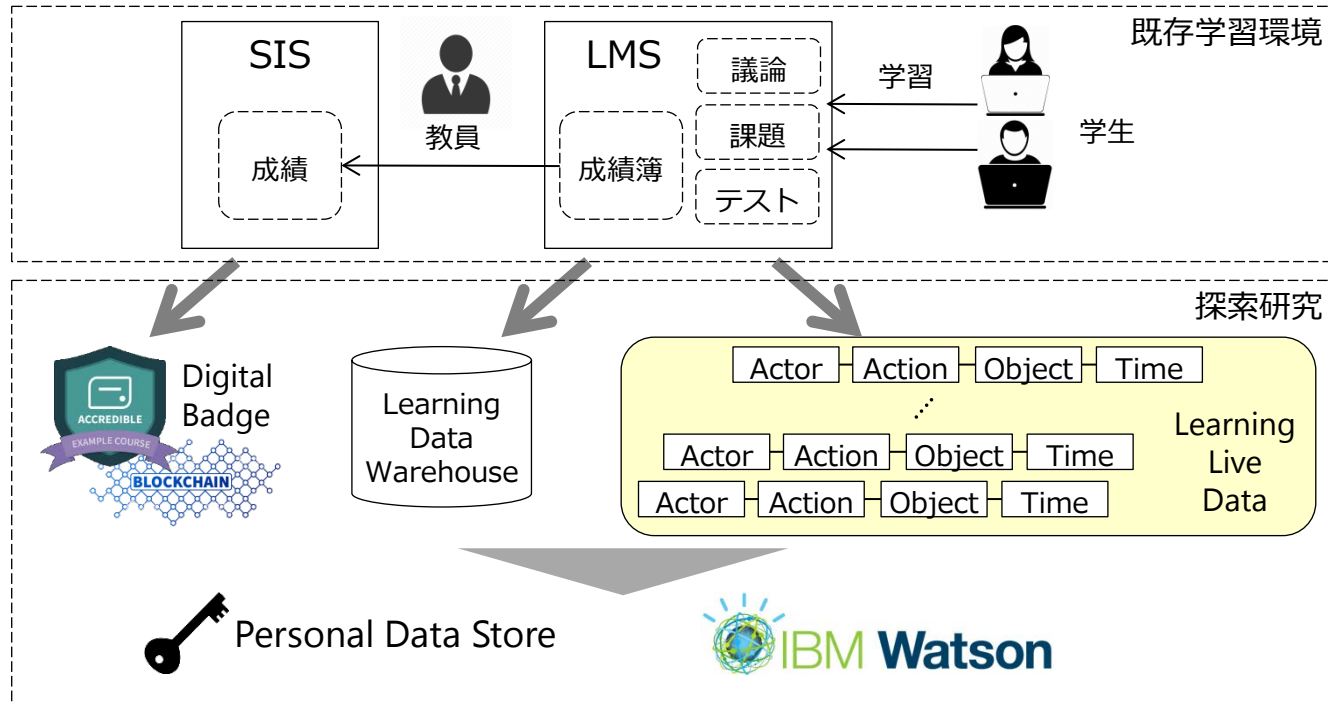 既存学習環境
SIS
LMS
議論
学習
教員
課題
学生
成績
成績簿
テスト
探索研究
ACCREDIBLE
EXAMPLE COURSE
BLOCKCHAIN
Digital
Badge
Learning
Data
Warehouse
Actor Action Object Time
Actor Action Object Time
Actor Action Object Time
Learning
Live
Data
Personal Data Store
IBM Watson